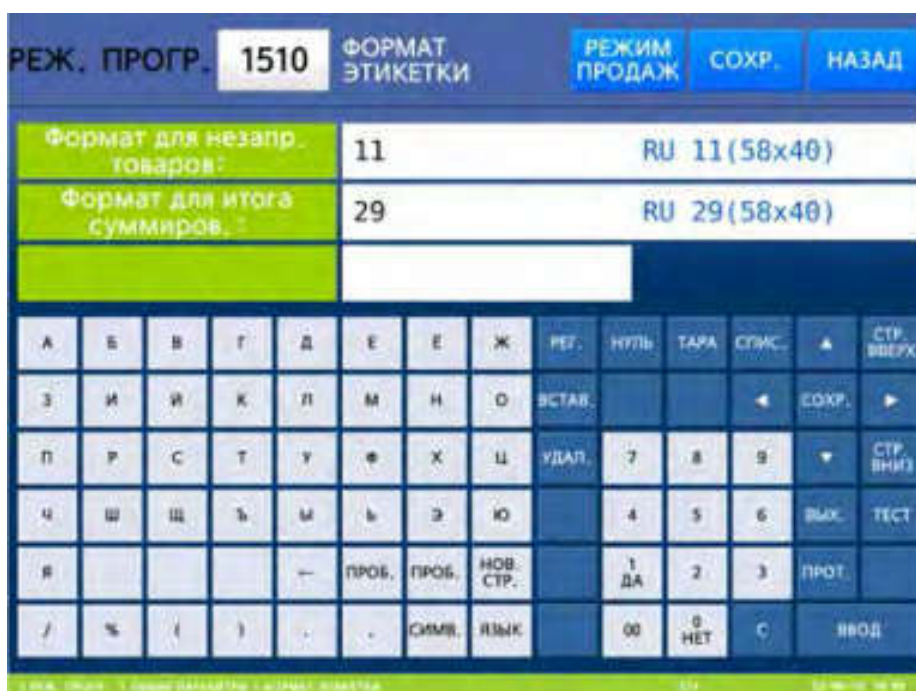 РЕЖ. ПРОГР. 1510 ФОРМАТ ЭТИКЕТКИ РЕЖИМ ПРОДАЖ СОХР. НАЗАД
Формат для незапр. товаров: 11 RU 11(58x40)
Формат для итога суммиров. : 29 RU 29(58x40)
А Б В Г Д Е Ё Ж РЕГ. НУЛЬ ТАРА СПИС. ▲ СТР. ВВЕРХ
З И Й К Л М Н О ВСТАВ. ◄ СОХР. ►
П Р С Т У Ф Х Ц УДАЛ. 7 8 9 ▼ СТР. ВНИЗ
Ч Ш Щ Ъ Ы Ь Э Ю 4 5 6 ВЫХ. ТЕСТ
Я ← ПРОБ. ПРОБ. НОВ. СТР. 1 ДА 2 3 ПРОТ.
/ % ( ) СИМВ. ЯЗЫК 00 0 НЕТ C ВВОД